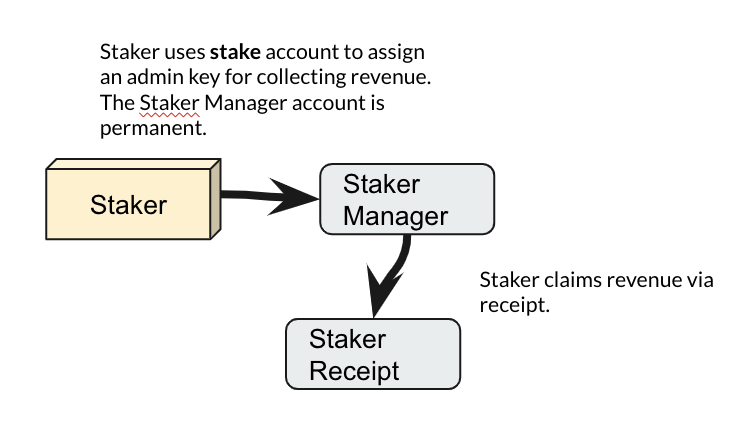 Staker uses stake account to assign
an admin key for collecting revenue.
The Staker Manager account is
permanent.
Staker
Staker
Manager
Staker claims revenue via
receipt.
Staker
Receipt